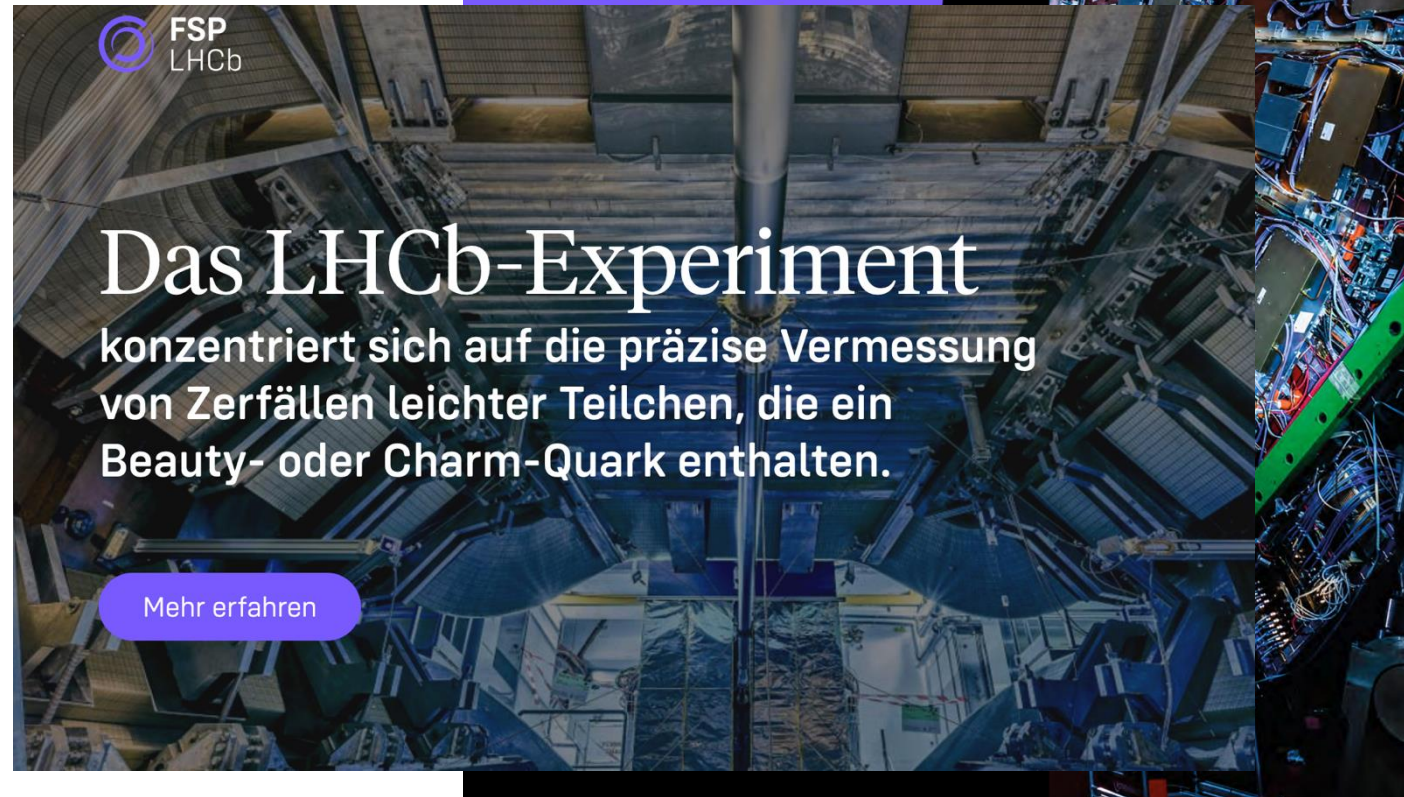 FSP
LHCb
Das LHCb-Experiment
konzentriert sich auf die präzise Vermessung
von Zerfällen leichter Teilchen, die ein
Beauty- oder Charm-Quark enthalten.
Mehr erfahren